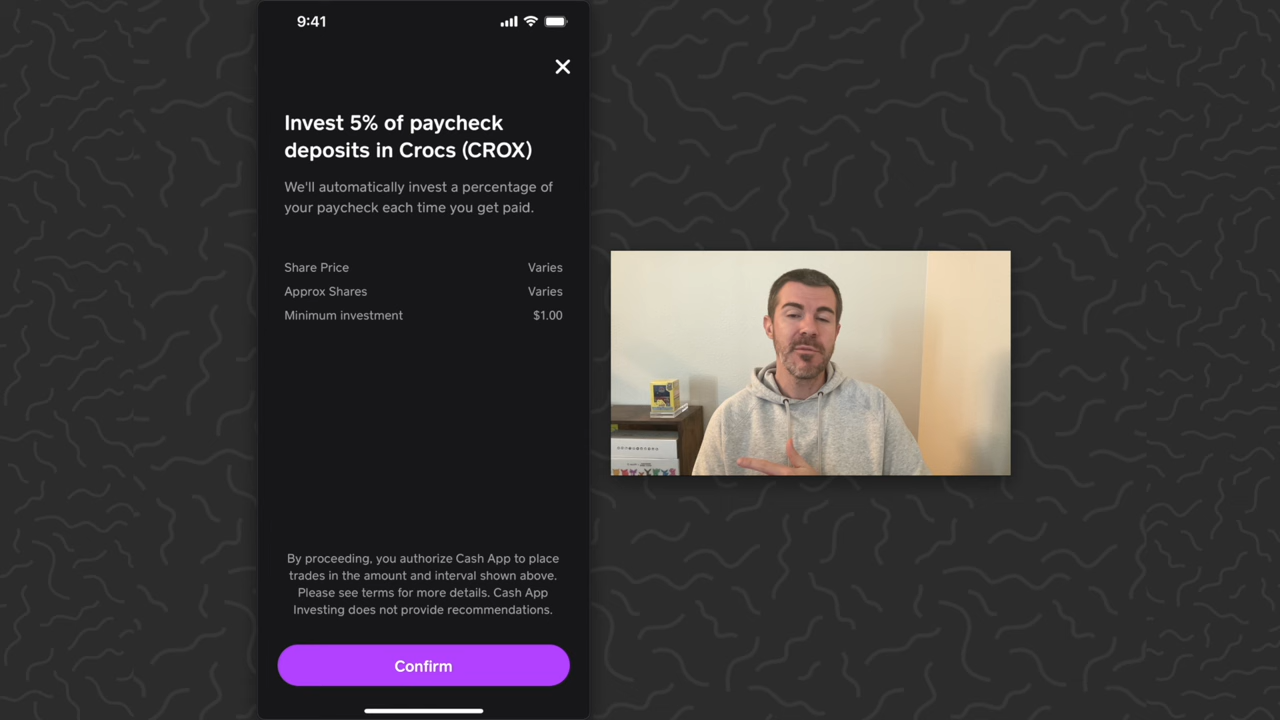 9:41
Invest 5% of paycheck
deposits in Crocs (CROX)
We'll automatically invest a percentage of
your paycheck each time you get paid.
Share Price Varies
Approx Shares Varies
Minimum investment $1.00
By proceeding, you authorize Cash App to place
trades in the amount and interval shown above.
Please see terms for more details. Cash App
Investing does not provide recommendations.
Confirm